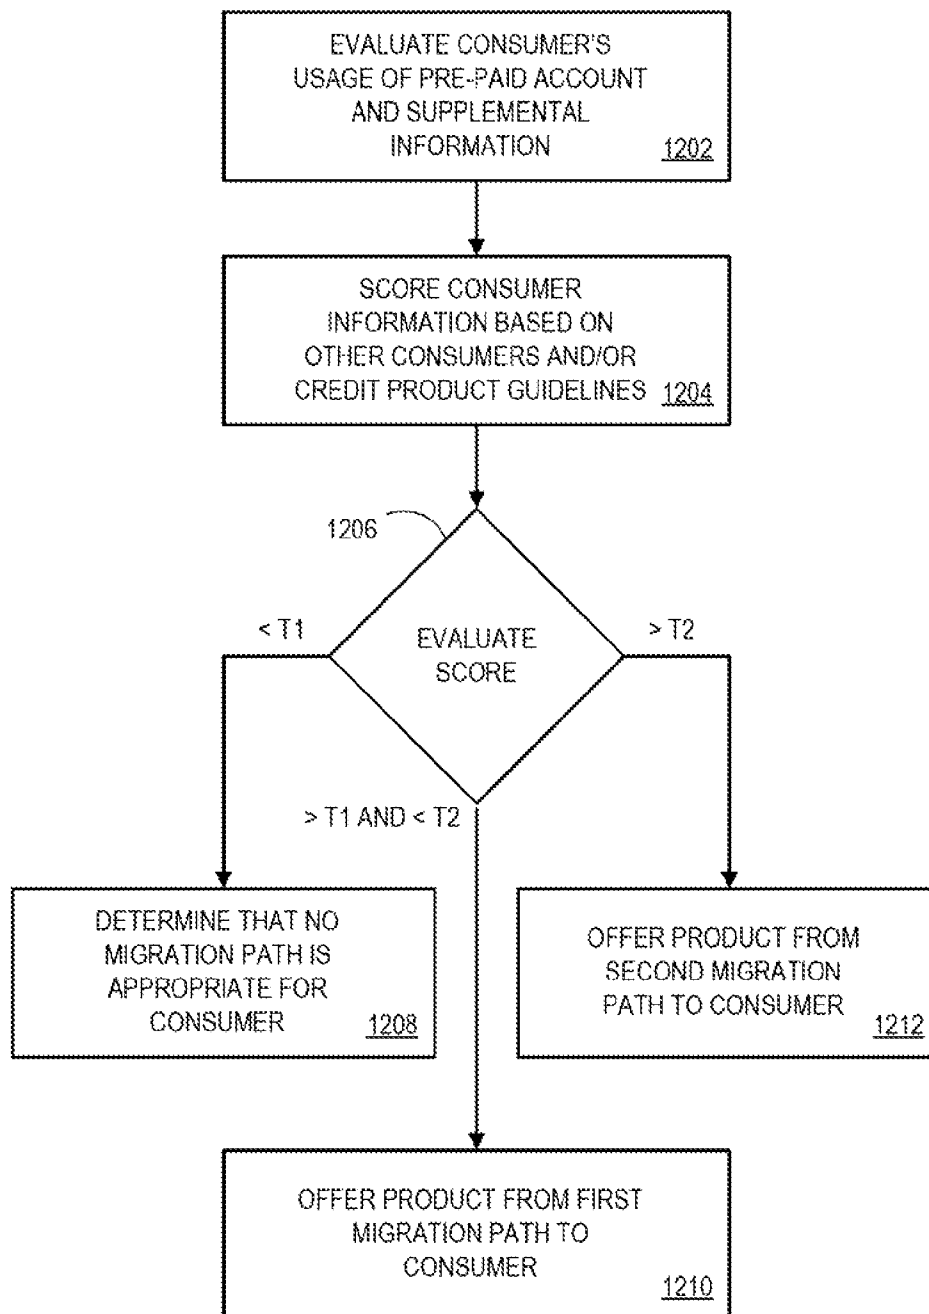 EVALUATE CONSUMER'S
USAGE OF PRE-PAID ACCOUNT
AND SUPPLEMENTAL
INFORMATION
1202
SCORE CONSUMER
INFORMATION BASED ON
OTHER CONSUMERS AND/OR
CREDIT PRODUCT GUIDELINES
1204
1206
< T1
EVALUATE
SCORE
> T2
> T1 AND < T2
DETERMINE THAT NO
MIGRATION PATH IS
APPROPRIATE FOR
CONSUMER
1208
OFFER PRODUCT FROM
SECOND MIGRATION
PATH TO CONSUMER
1212
OFFER PRODUCT FROM FIRST
MIGRATION PATH TO
CONSUMER
1210